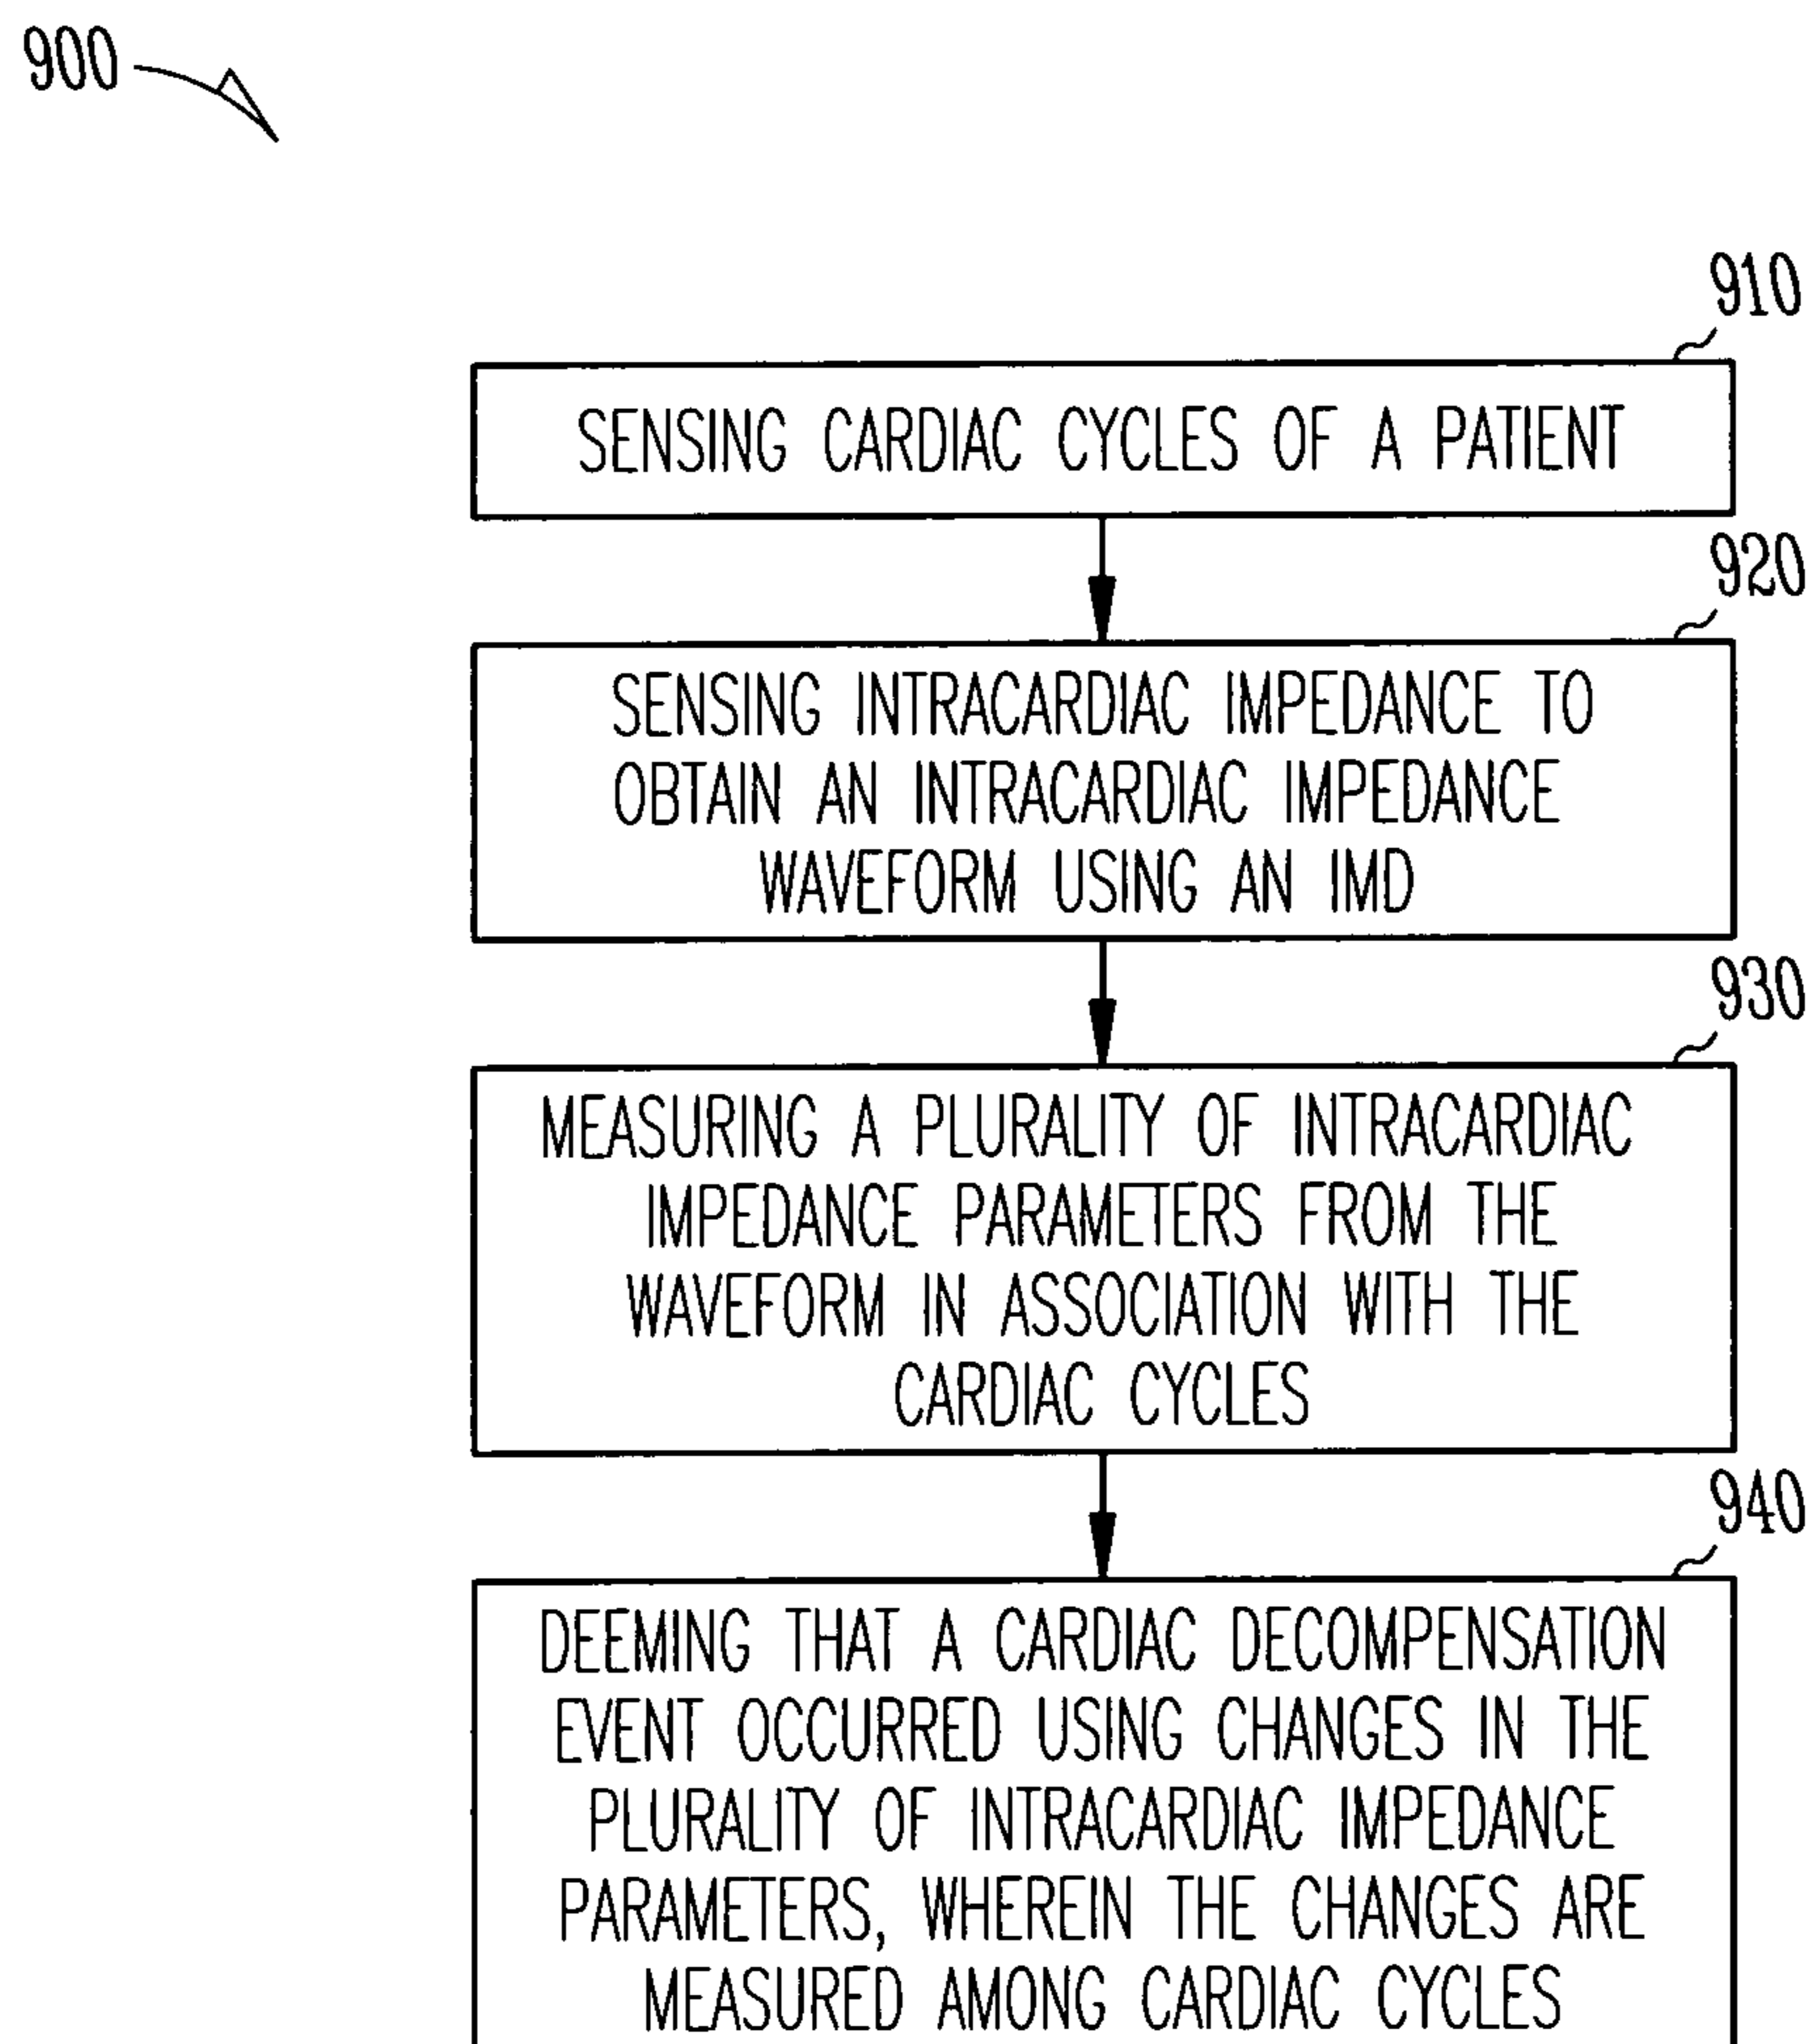 900
910
SENSING CARDIAC CYCLES OF A PATIENT
920
SENSING INTRACARDIAC IMPEDANCE TO
OBTAIN AN INTRACARDIAC IMPEDANCE
WAVEFORM USING AN IMD
930
MEASURING A PLURALITY OF INTRACARDIAC
IMPEDANCE PARAMETERS FROM THE
WAVEFORM IN ASSOCIATION WITH THE
CARDIAC CYCLES
940
DEEMING THAT A CARDIAC DECOMPENSATION
EVENT OCCURRED USING CHANGES IN THE
PLURALITY OF INTRACARDIAC IMPEDANCE
PARAMETERS, WHEREIN THE CHANGES ARE
MEASURED AMONG CARDIAC CYCLES